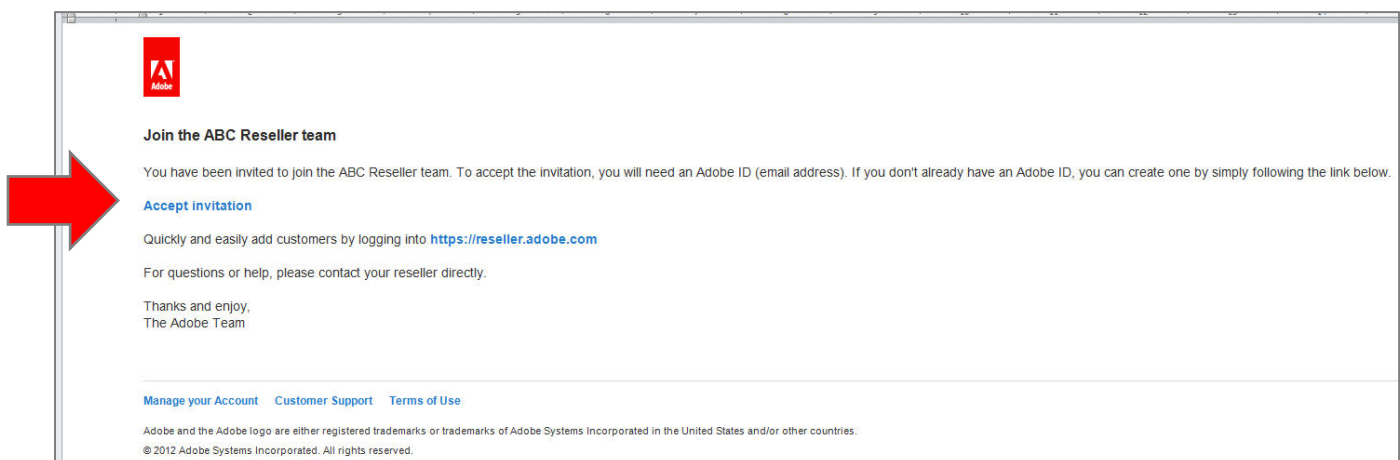 Adobe
Join the ABC Reseller team
You have been invited to join the ABC Reseller team. To accept the invitation, you will need an Adobe ID (email address). If you don't already have an Adobe ID, you can create one by simply following the link below.
Accept invitation
Quickly and easily add customers by logging into https://reseller.adobe.com
For questions or help, please contact your reseller directly.
Thanks and enjoy,
The Adobe Team
Manage your Account Customer Support Terms of Use
Adobe and the Adobe logo are either registered trademarks or trademarks of Adobe Systems Incorporated in the United States and/or other countries.
© 2012 Adobe Systems Incorporated. All rights reserved.